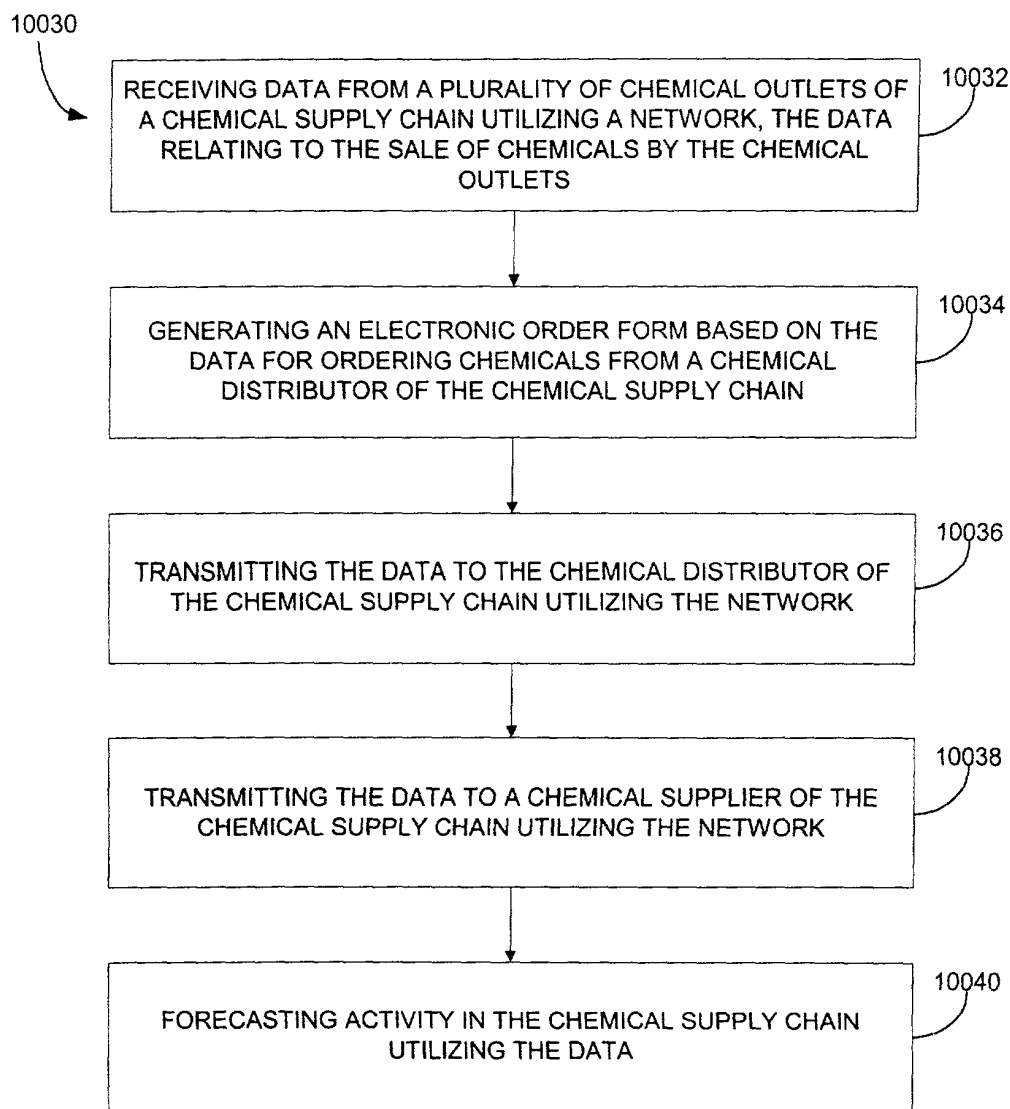 10030
RECEIVING DATA FROM A PLURALITY OF CHEMICAL OUTLETS OF
A CHEMICAL SUPPLY CHAIN UTILIZING A NETWORK, THE DATA
RELATING TO THE SALE OF CHEMICALS BY THE CHEMICAL
OUTLETS
10032
GENERATING AN ELECTRONIC ORDER FORM BASED ON THE
DATA FOR ORDERING CHEMICALS FROM A CHEMICAL
DISTRIBUTOR OF THE CHEMICAL SUPPLY CHAIN
10034
TRANSMITTING THE DATA TO THE CHEMICAL DISTRIBUTOR OF
THE CHEMICAL SUPPLY CHAIN UTILIZING THE NETWORK
10036
TRANSMITTING THE DATA TO A CHEMICAL SUPPLIER OF THE
CHEMICAL SUPPLY CHAIN UTILIZING THE NETWORK
10038
FORECASTING ACTIVITY IN THE CHEMICAL SUPPLY CHAIN
UTILIZING THE DATA
10040